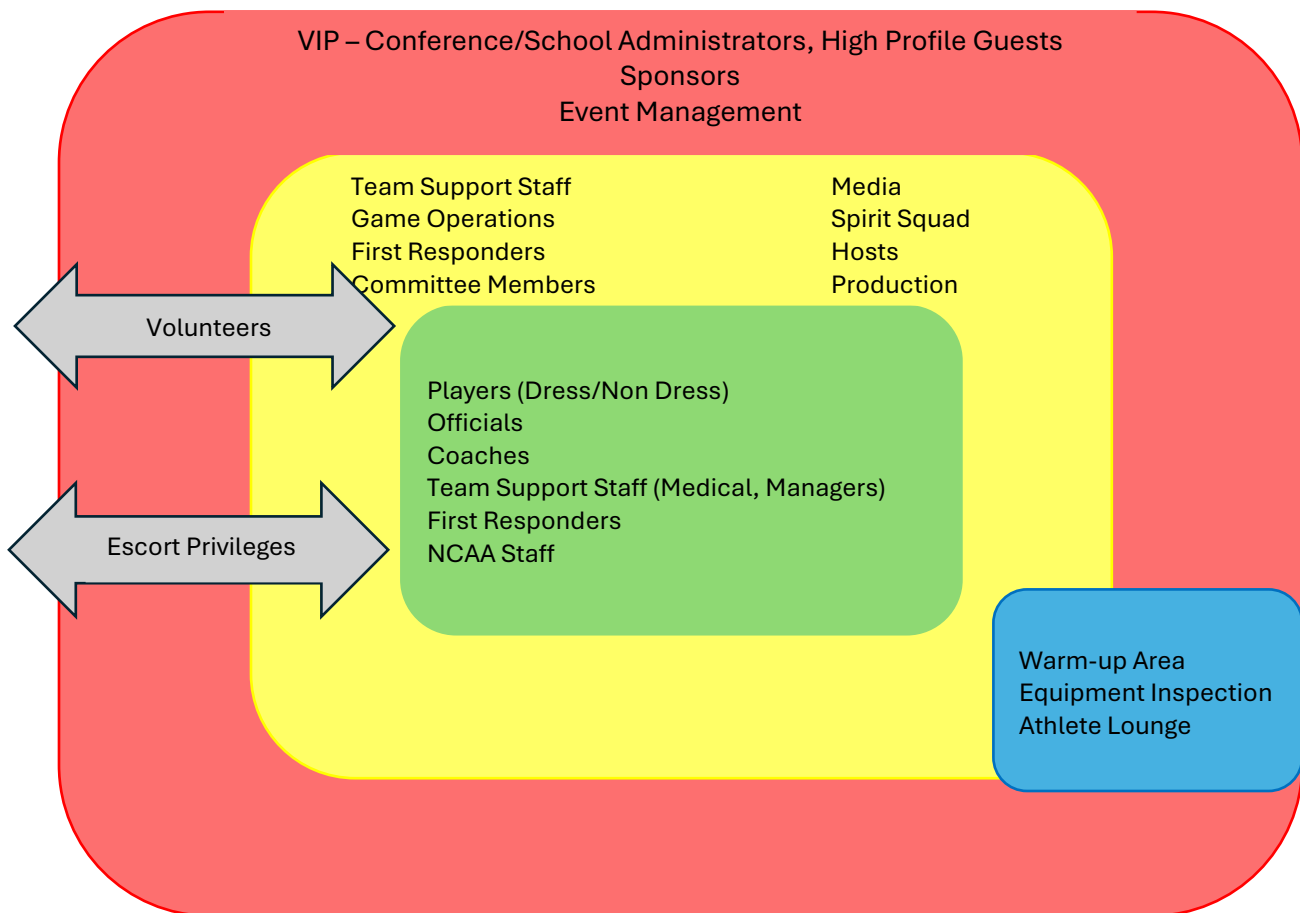 VIP – Conference/School Administrators, High Profile Guests
Sponsors
Event Management
Team Support Staff
Game Operations
First Responders
Committee Members
Media
Spirit Squad
Hosts
Production
Volunteers
Players (Dress/Non Dress)
Officials
Coaches
Team Support Staff (Medical, Managers)
First Responders
NCAA Staff
Escort Privileges
Warm-up Area
Equipment Inspection
Athlete Lounge